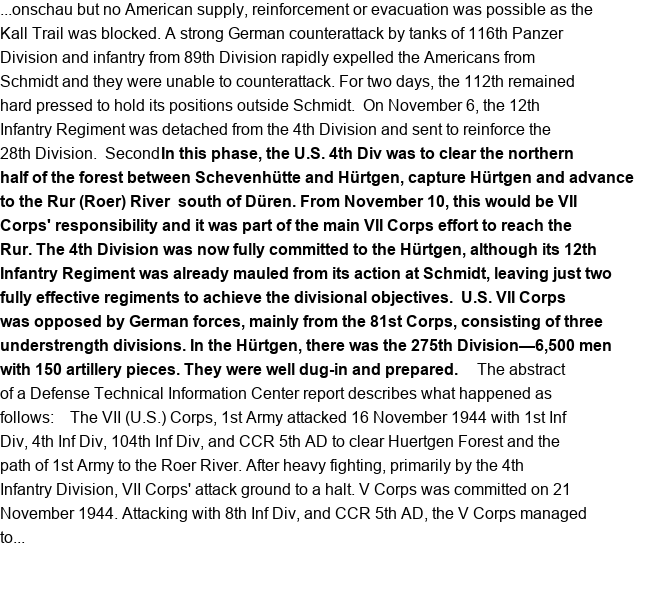 ...onschau but no American supply, reinforcement or evacuation was possible as the
Kall Trail was blocked. A strong German counterattack by tanks of 116th Panzer
Division and infantry from 89th Division rapidly expelled the Americans from
Schmidt and they were unable to counterattack. For two days, the 112th remained
hard pressed to hold its positions outside Schmidt.  On November 6, the 12th
Infantry Regiment was detached from the 4th Division and sent to reinforce the
28th Division.  SecondIn this phase, the U.S. 4th Div was to clear the northern
half of the forest between Schevenhütte and Hürtgen, capture Hürtgen and advance
to the Rur (Roer) River  south of Düren. From November 10, this would be VII
Corps' responsibility and it was part of the main VII Corps effort to reach the
Rur. The 4th Division was now fully committed to the Hürtgen, although its 12th
Infantry Regiment was already mauled from its action at Schmidt, leaving just two
fully effective regiments to achieve the divisional objectives.  U.S. VII Corps
was opposed by German forces, mainly from the 81st Corps, consisting of three
understrength divisions. In the Hürtgen, there was the 275th Division—6,500 men
with 150 artillery pieces. They were well dug-in and prepared.    The abstract
of a Defense Technical Information Center report describes what happened as
follows:    The VII (U.S.) Corps, 1st Army attacked 16 November 1944 with 1st Inf
Div, 4th Inf Div, 104th Inf Div, and CCR 5th AD to clear Huertgen Forest and the
path of 1st Army to the Roer River. After heavy fighting, primarily by the 4th
Infantry Division, VII Corps' attack ground to a halt. V Corps was committed on 21
November 1944. Attacking with 8th Inf Div, and CCR 5th AD, the V Corps managed
to...